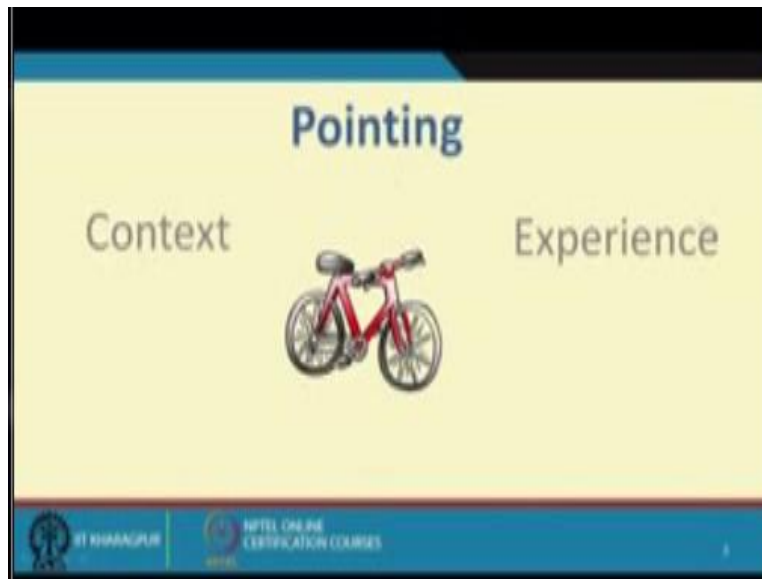 Pointing
Context
Experience
IIT KHARAGPUR
NPTEL ONLINE
CERTIFICATION COURSES